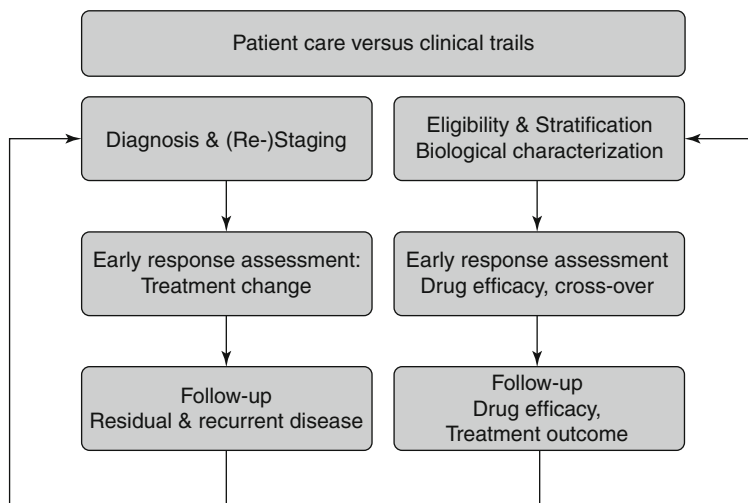 Patient care versus clinical trails
Diagnosis & (Re-)Staging
Eligibility & Stratification
Biological characterization
Early response assessment:
Treatment change
Early response assessment
Drug efficacy, cross-over
Follow-up
Residual & recurrent disease
Follow-up
Drug efficacy,
Treatment outcome